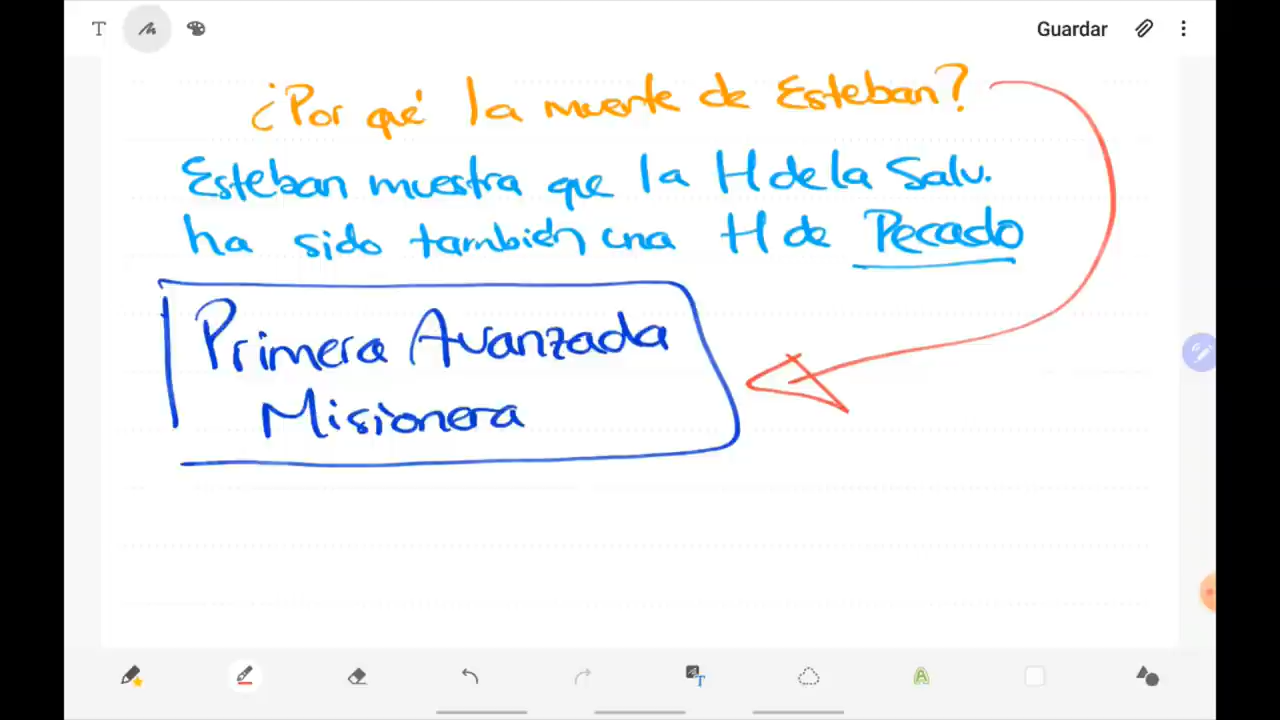 T
Guardar
¿Por qué la muerte de Esteban?
Esteban muestra que la H de la Salv.
ha sido también una H de Pecado
Primera Avanzada
Misionera